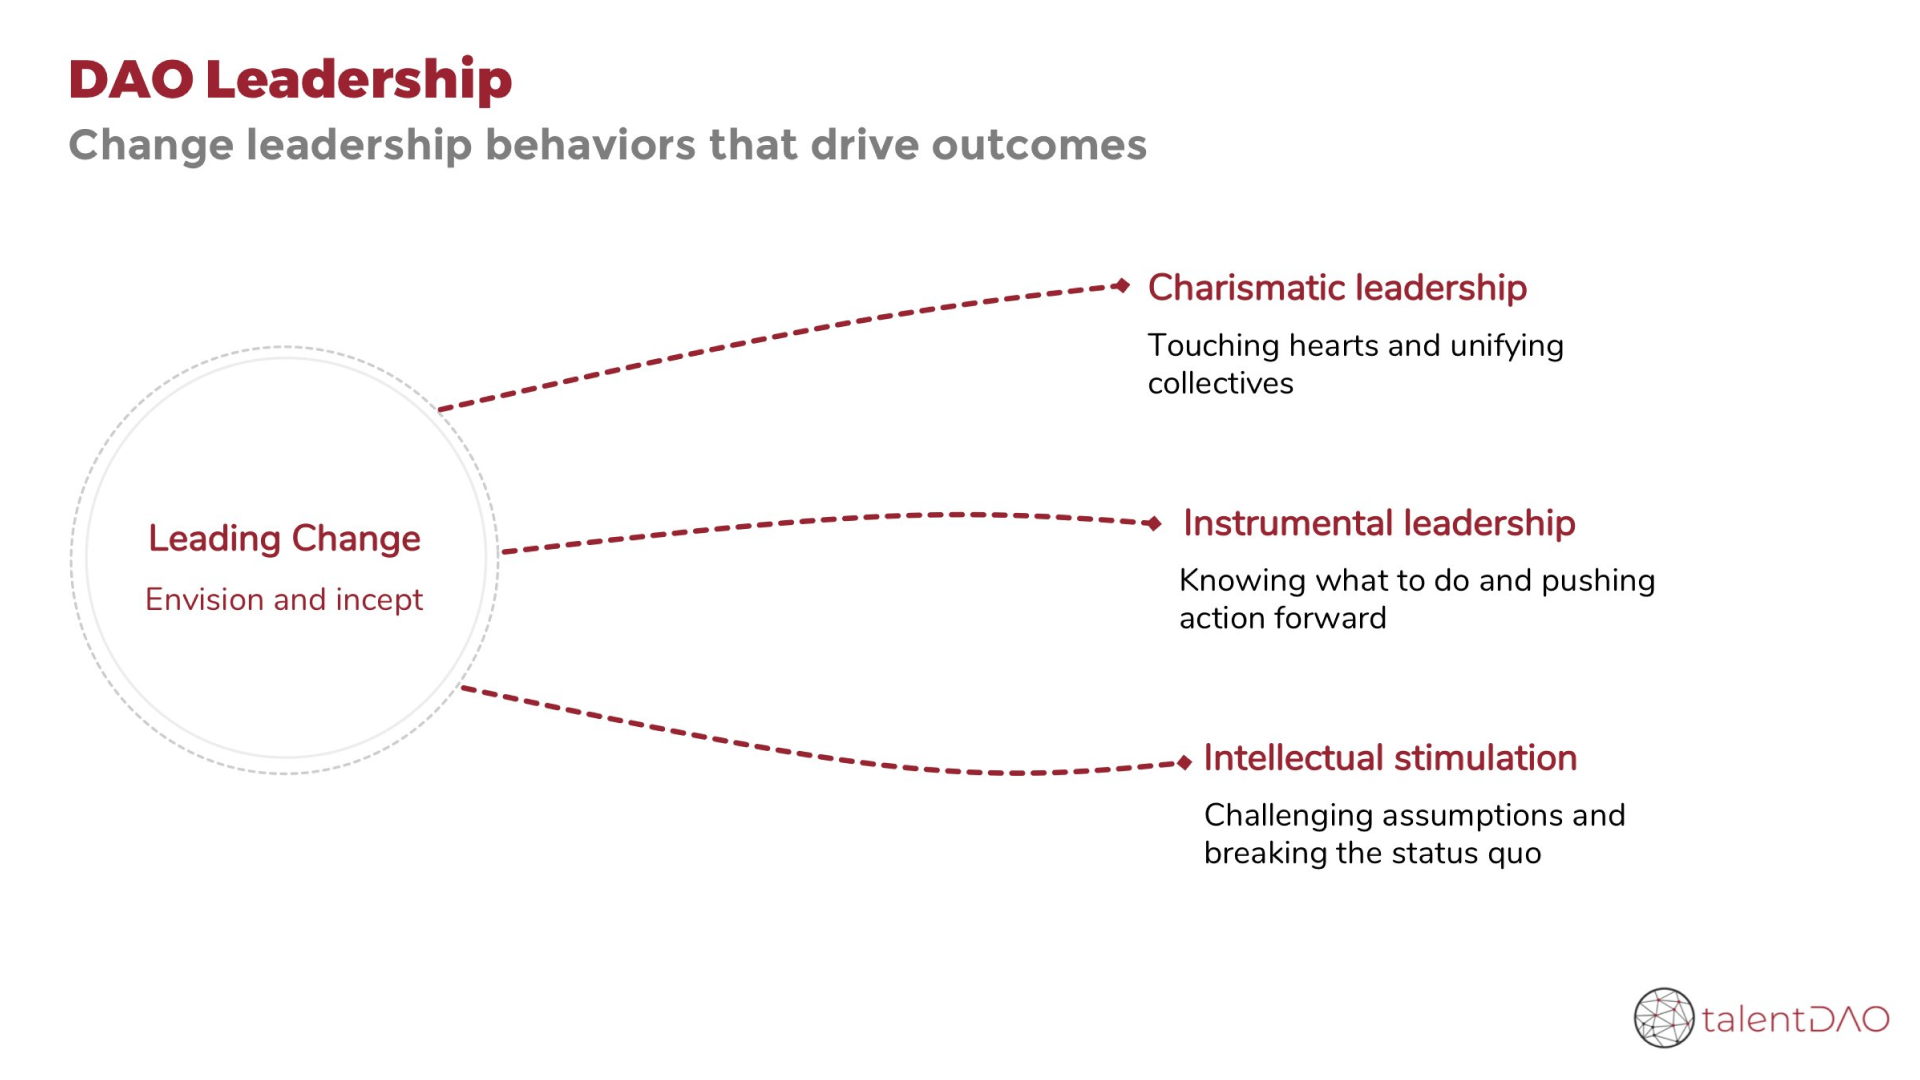 DAO Leadership
Change leadership behaviors that drive outcomes
Charismatic leadership
Touching hearts and unifying
collectives
Leading Change
Envision and incept
Instrumental leadership
Knowing what to do and pushing
action forward
Intellectual stimulation
Challenging assumptions and
breaking the status quo
talentDAO